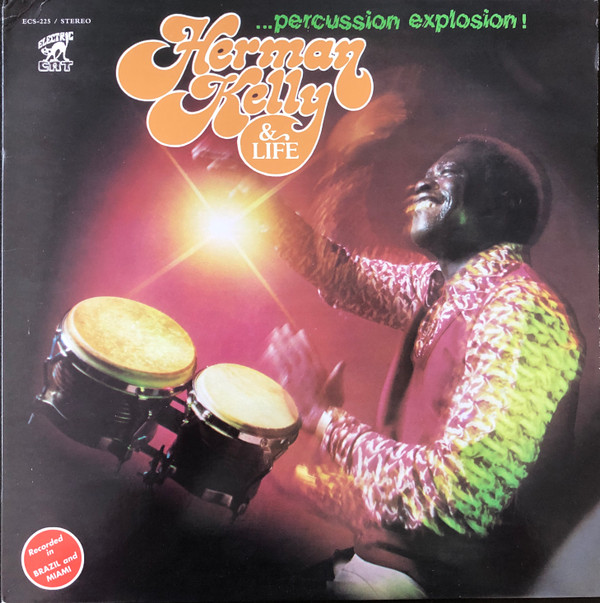 ECS-225 / STEREO
...percussion explosion!
ELECTRIC
CAT
Herman
Kelly
&
LIFE
Recorded
in
BRAZIL and
MIAMI